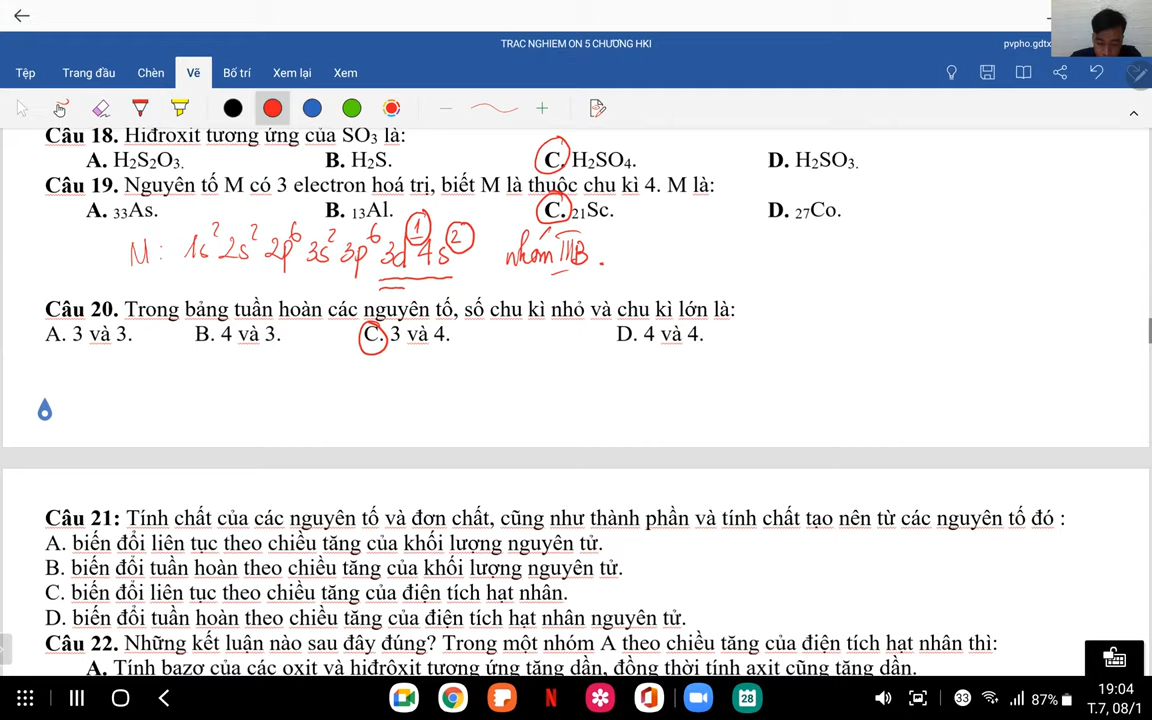 TRAC NGHIEM ON 5 CHUONG HKI
pvpho.gdtx
Tệp Trang đầu Chèn Vẽ Bố trí Xem lại Xem
Câu 18. Hiđroxit tương ứng của SO₃ là:
A. H₂S₂O₃. B. H₂S. C. H₂SO₄. D. H₂SO₃.
Câu 19. Nguyên tố M có 3 electron hoá trị, biết M là thuộc chu kì 4. M là:
A. ₃₃As. B. ₁₃Al. C. ₂₁Sc. D. ₂₇Co.
M: 1s² 2s² 2p⁶ 3s² 3p⁶ 3d¹ 4s² nhóm IIIB.
Câu 20. Trong bảng tuần hoàn các nguyên tố, số chu kì nhỏ và chu kì lớn là:
A. 3 và 3. B. 4 và 3. C. 3 và 4. D. 4 và 4.
Câu 21: Tính chất của các nguyên tố và đơn chất, cũng như thành phần và tính chất tạo nên từ các nguyên tố đó :
A. biến đổi liên tục theo chiều tăng của khối lượng nguyên tử.
B. biến đổi tuần hoàn theo chiều tăng của khối lượng nguyên tử.
C. biến đổi liên tục theo chiều tăng của điện tích hạt nhân.
D. biến đổi tuần hoàn theo chiều tăng của điện tích hạt nhân nguyên tử.
Câu 22. Những kết luận nào sau đây đúng? Trong một nhóm A theo chiều tăng của điện tích hạt nhân thì:
A. Tính bazơ của các oxit và hiđrôxit tương ứng tăng dần, đồng thời tính axit cũng tăng dần.
28
33
87%
19:04
T.7, 08/1